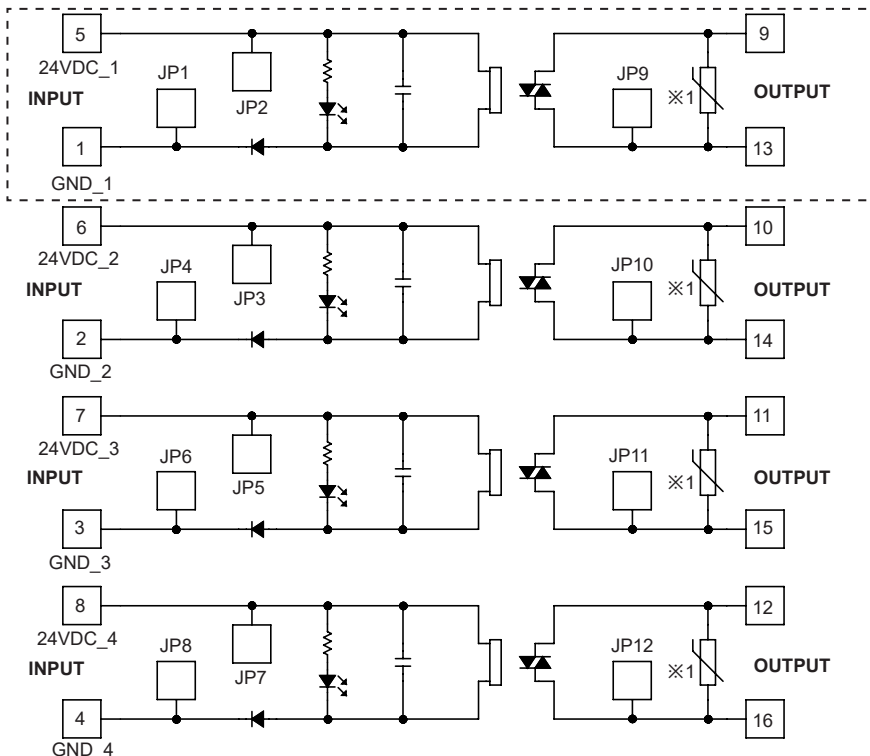 5
9
24VDC_1
JP1
JP9
INPUT
JP2
※1
OUTPUT
1
13
GND_1
6
10
24VDC_2
JP4
JP10
INPUT
JP3
※1
OUTPUT
2
14
GND_2
7
11
24VDC_3
JP6
JP11
INPUT
JP5
※1
OUTPUT
3
15
GND_3
8
12
24VDC_4
JP8
JP12
INPUT
JP7
※1
OUTPUT
4
16
GND_4